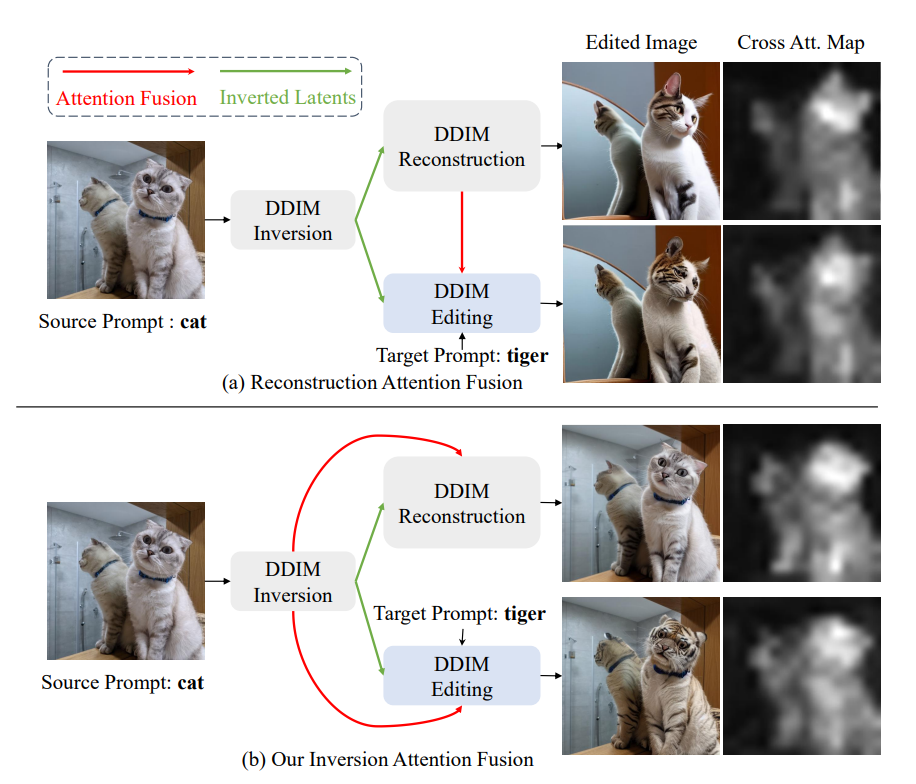 Edited Image
Cross Att. Map
Attention Fusion
Inverted Latents
DDIM
Reconstruction
DDIM
Inversion
DDIM
Editing
Source Prompt : cat
Target Prompt: tiger
(a) Reconstruction Attention Fusion
DDIM
Reconstruction
DDIM
Inversion
Target Prompt: tiger
DDIM
Editing
Source Prompt: cat
(b) Our Inversion Attention Fusion